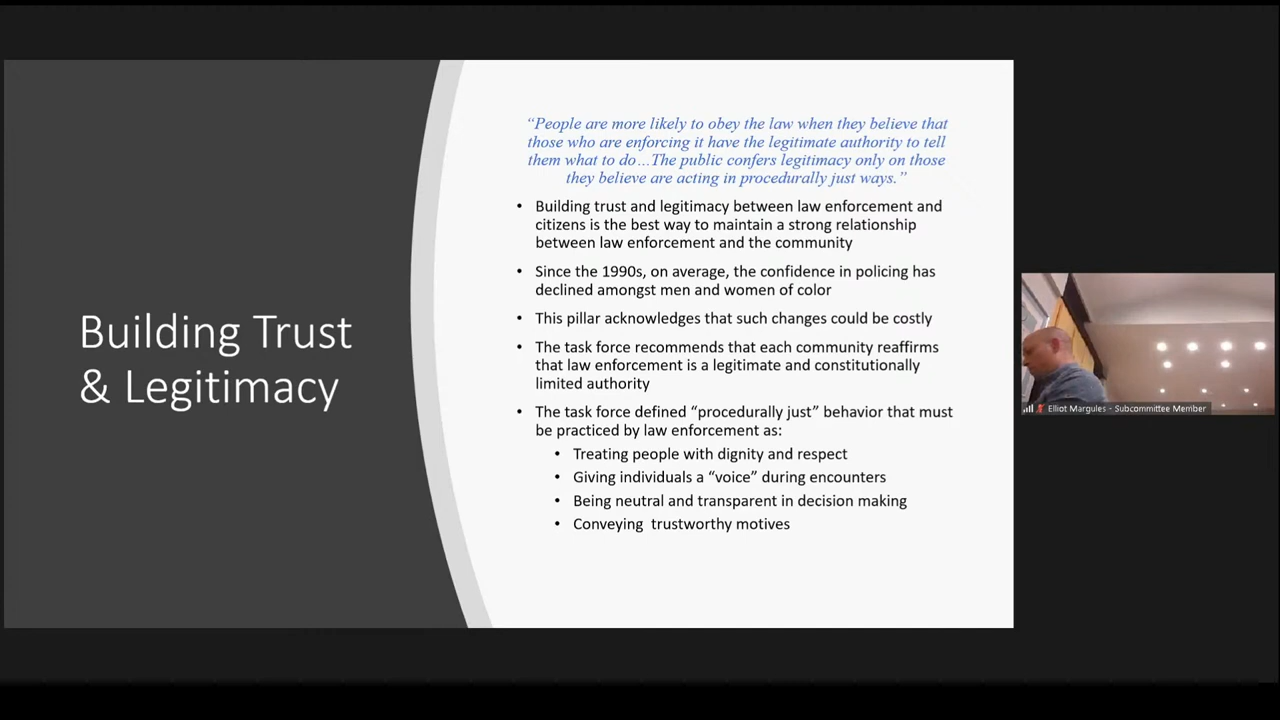 Building Trust
& Legitimacy
“People are more likely to obey the law when they believe that
those who are enforcing it have the legitimate authority to tell
them what to do…The public confers legitimacy only on those
they believe are acting in procedurally just ways.”
• Building trust and legitimacy between law enforcement and
citizens is the best way to maintain a strong relationship
between law enforcement and the community
• Since the 1990s, on average, the confidence in policing has
declined amongst men and women of color
• This pillar acknowledges that such changes could be costly
• The task force recommends that each community reaffirms
that law enforcement is a legitimate and constitutionally
limited authority
• The task force defined “procedurally just” behavior that must
be practiced by law enforcement as:
• Treating people with dignity and respect
• Giving individuals a “voice” during encounters
• Being neutral and transparent in decision making
• Conveying  trustworthy motives
Elliot Margules - Subcommittee Member